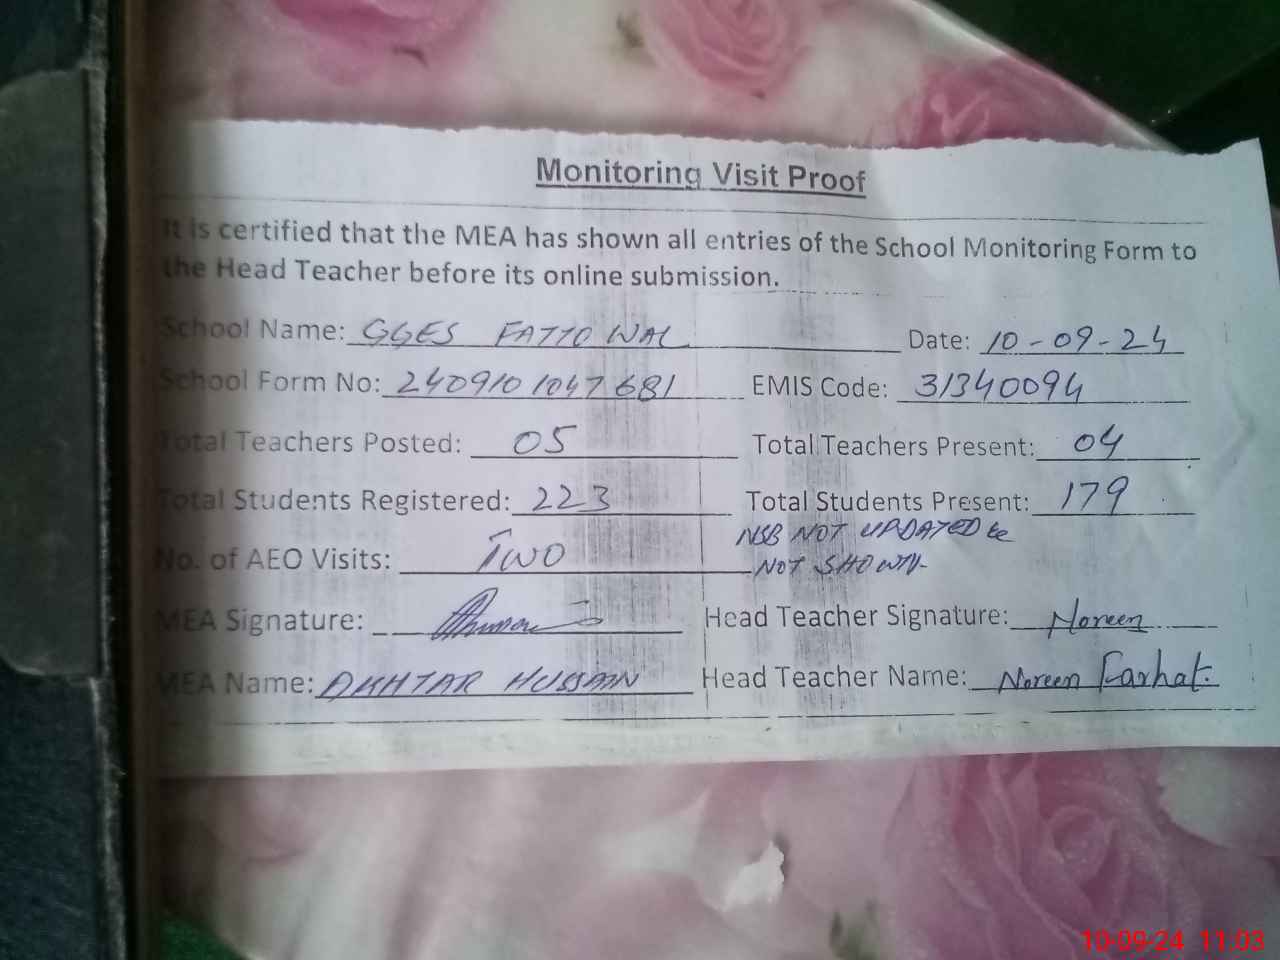 Monitoring Visit Proof
It is certified that the MEA has shown all entries of the School Monitoring Form to
the Head Teacher before its online submission.
School Name: GGES FATTO WAL Date: 10-09-24
School Form No: 2409101047681 EMIS Code: 31340094
Total Teachers Posted: 05 Total Teachers Present: 04
Total Students Registered: 223 Total Students Present: 179
NSB NOT UPDATED &
No. of AEO Visits: TWO NOT SHOWN
MEA Signature: Head Teacher Signature: Noreen
MEA Name: AKHTAR HUSSAIN Head Teacher Name: Noreen Farhat.
10-09-24 11:03